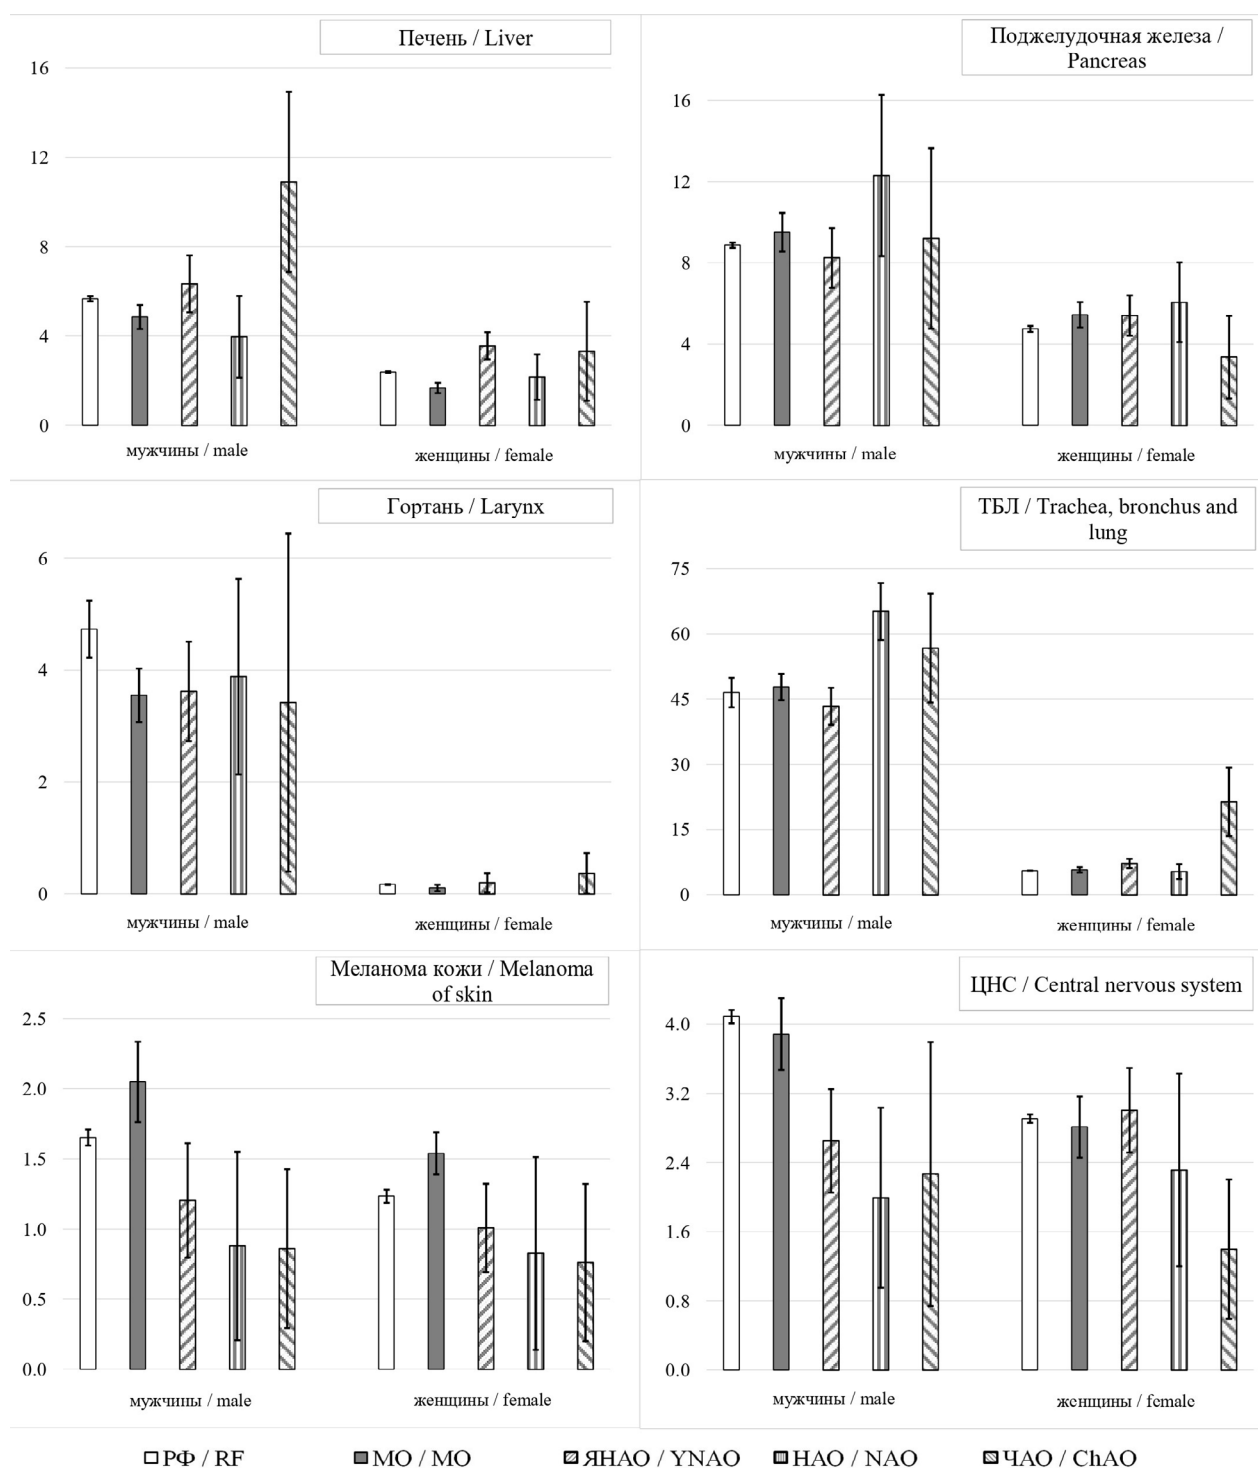 Печень / Liver
16
12
8
4
0
мужчины / male
женщины / female
Поджелудочная железа /
Pancreas
16
12
8
4
0
мужчины / male
женщины / female
Гортань / Larynx
6
4
2
0
мужчины / male
женщины / female
ТБЛ / Trachea, bronchus and
lung
75
60
45
30
15
0
мужчины / male
женщины / female
Меланома кожи / Melanoma
of skin
2.5
2.0
1.5
1.0
0.5
0.0
мужчины / male
женщины / female
ЦНС / Central nervous system
4.0
3.2
2.4
1.6
0.8
0.0
мужчины / male
женщины / female
РФ / RF МО / MO ЯНАО / YNAO НАО / NAO ЧАО / ChAO